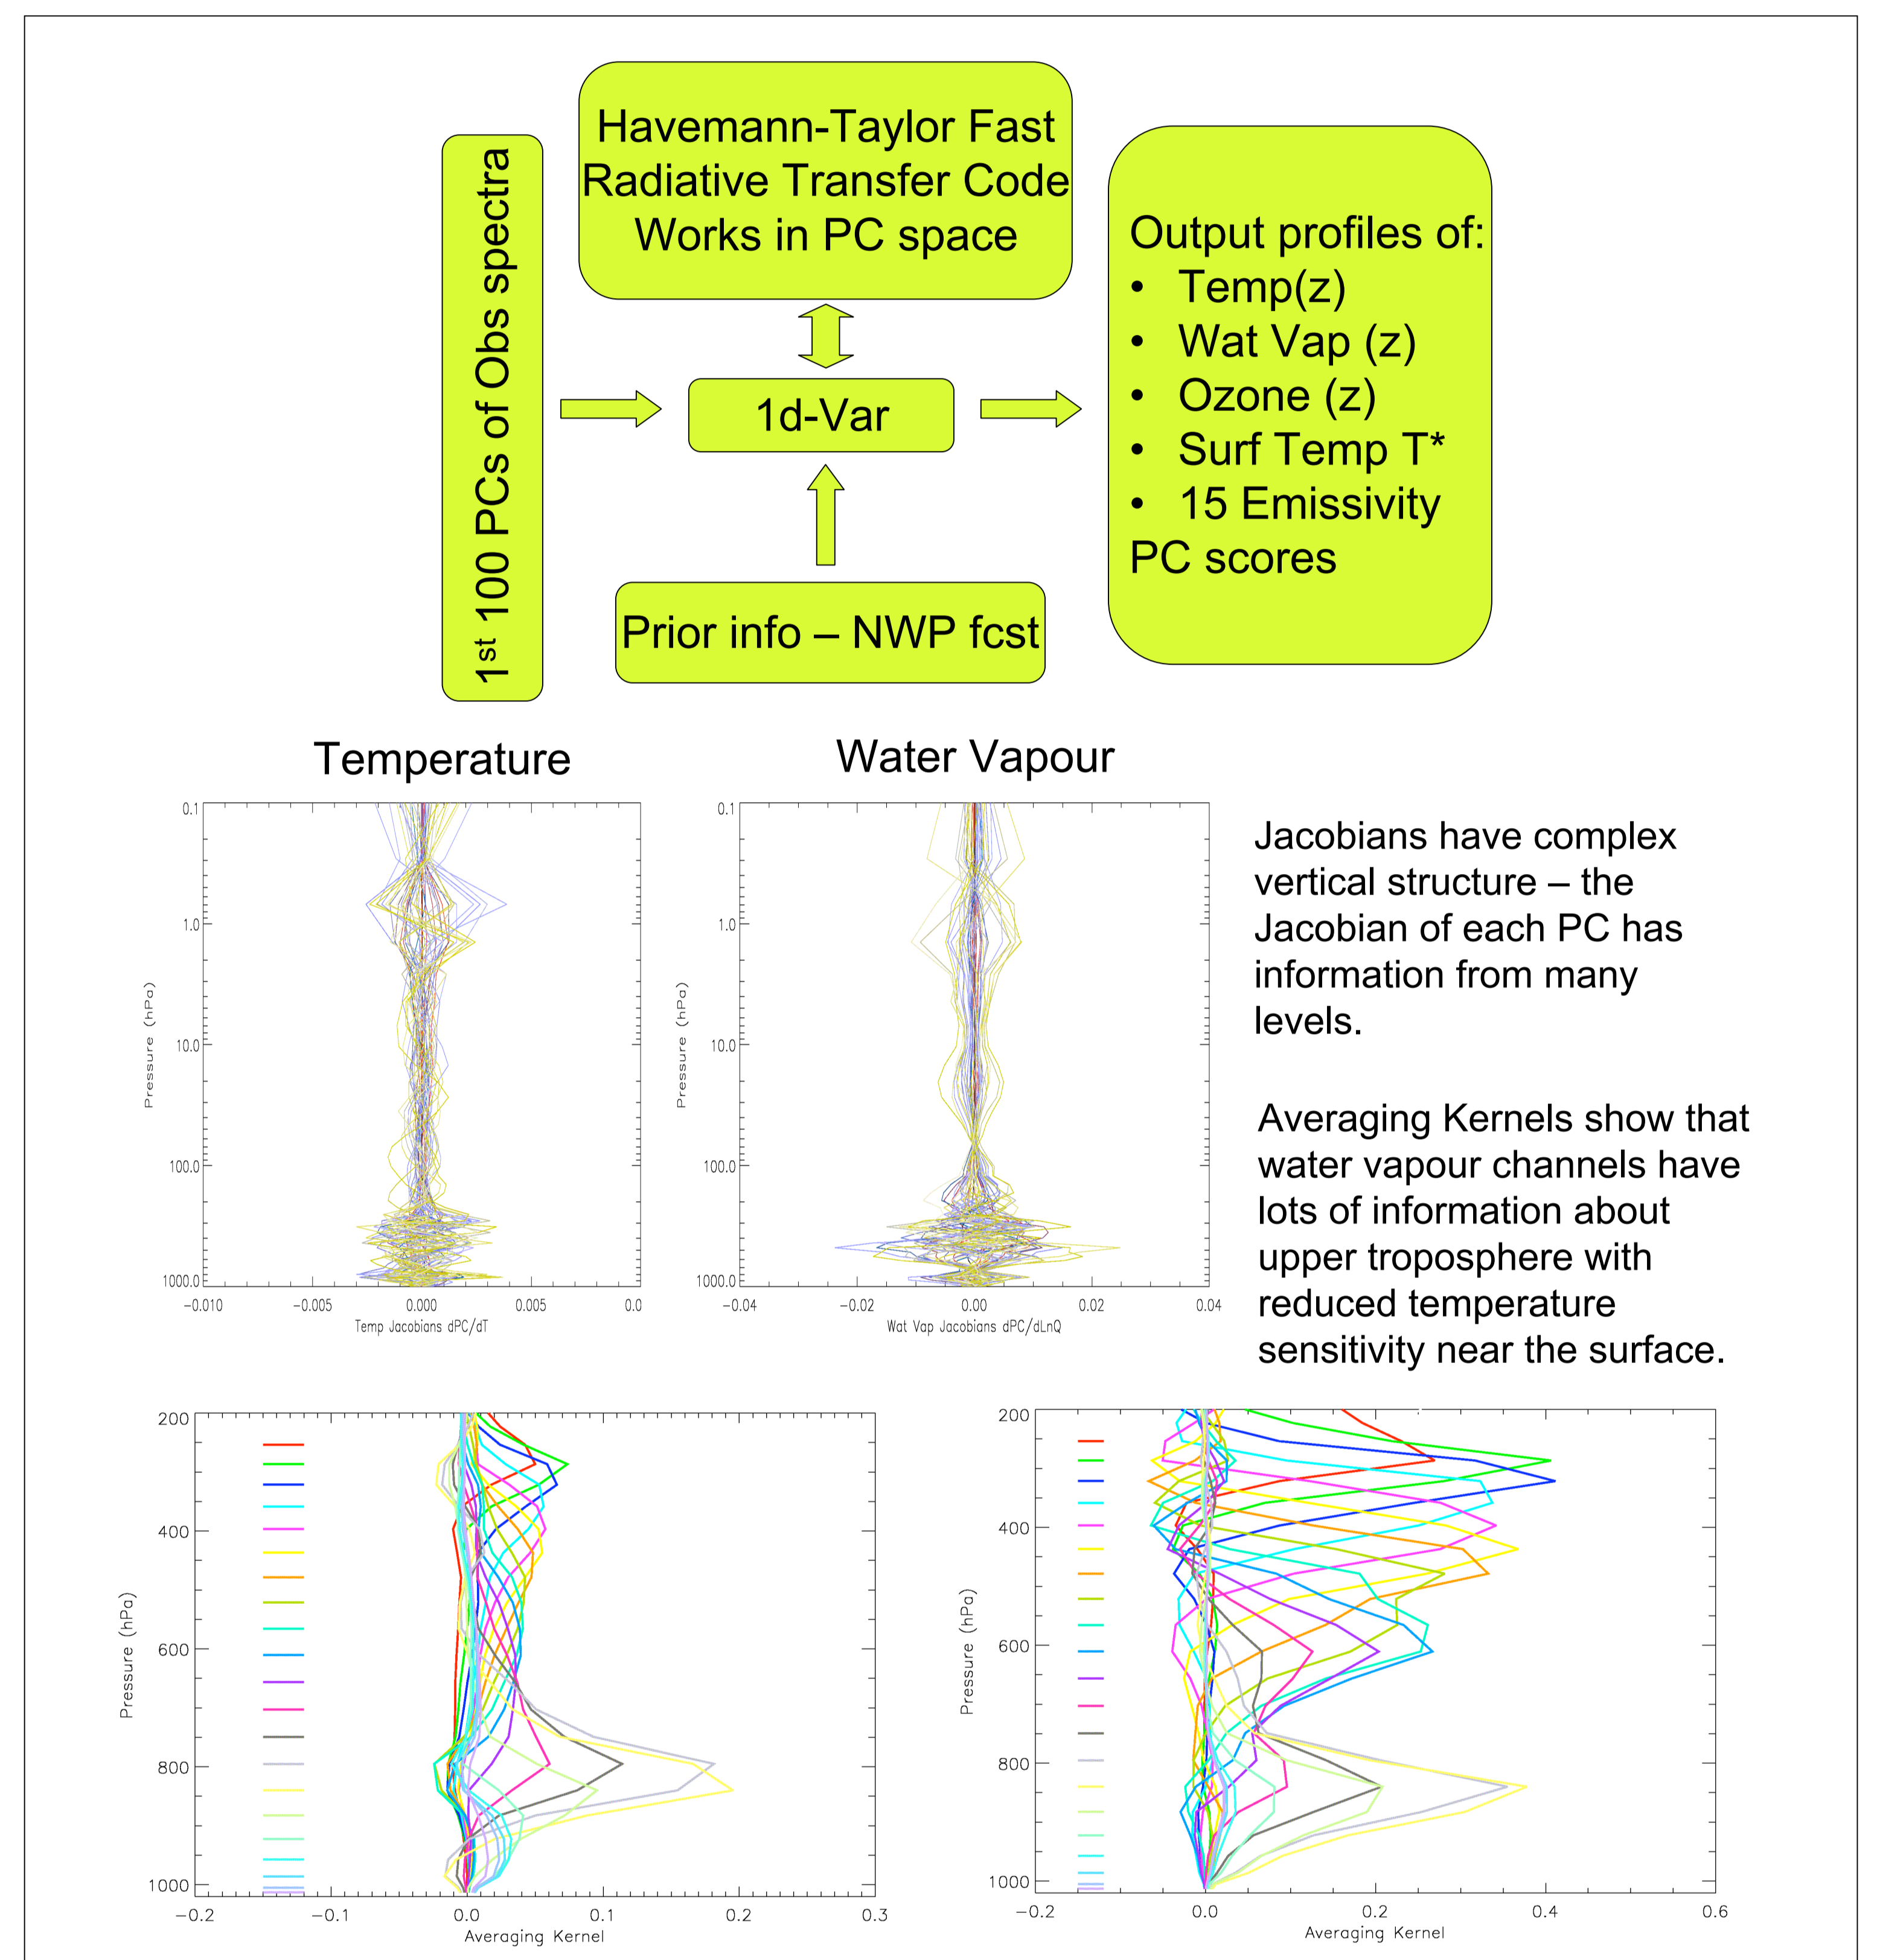 Havemann-Taylor Fast
Radiative Transfer Code
Works in PC space
1st 100 PCs of Obs spectra
1d-Var
Prior info – NWP fcst
Output profiles of:
• Temp(z)
• Wat Vap (z)
• Ozone (z)
• Surf Temp T*
• 15 Emissivity
PC scores
Temperature
0.1
1.0
10.0
100.0
1000.0
Pressure (hPa)
-0.010 -0.005 0.000 0.005 0.0
Temp Jacobians dPC/dT
Water Vapour
0.1
1.0
10.0
100.0
1000.0
Pressure (hPa)
-0.04 -0.02 0.00 0.02 0.04
Wat Vap Jacobians dPC/dLnQ
Jacobians have complex
vertical structure – the
Jacobian of each PC has
information from many
levels.
Averaging Kernels show that
water vapour channels have
lots of information about
upper troposphere with
reduced temperature
sensitivity near the surface.
200
400
600
800
1000
Pressure (hPa)
-0.2 -0.1 0.0 0.1 0.2 0.3
Averaging Kernel
200
400
600
800
1000
Pressure (hPa)
-0.2 0.0 0.2 0.4 0.6
Averaging Kernel